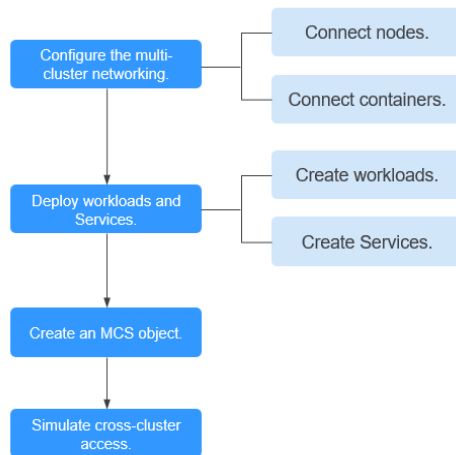 Configure the multi-
cluster networking.
Connect nodes.
Connect containers.
Deploy workloads and
Services.
Create workloads.
Create Services.
Create an MCS object.
Simulate cross-cluster
access.